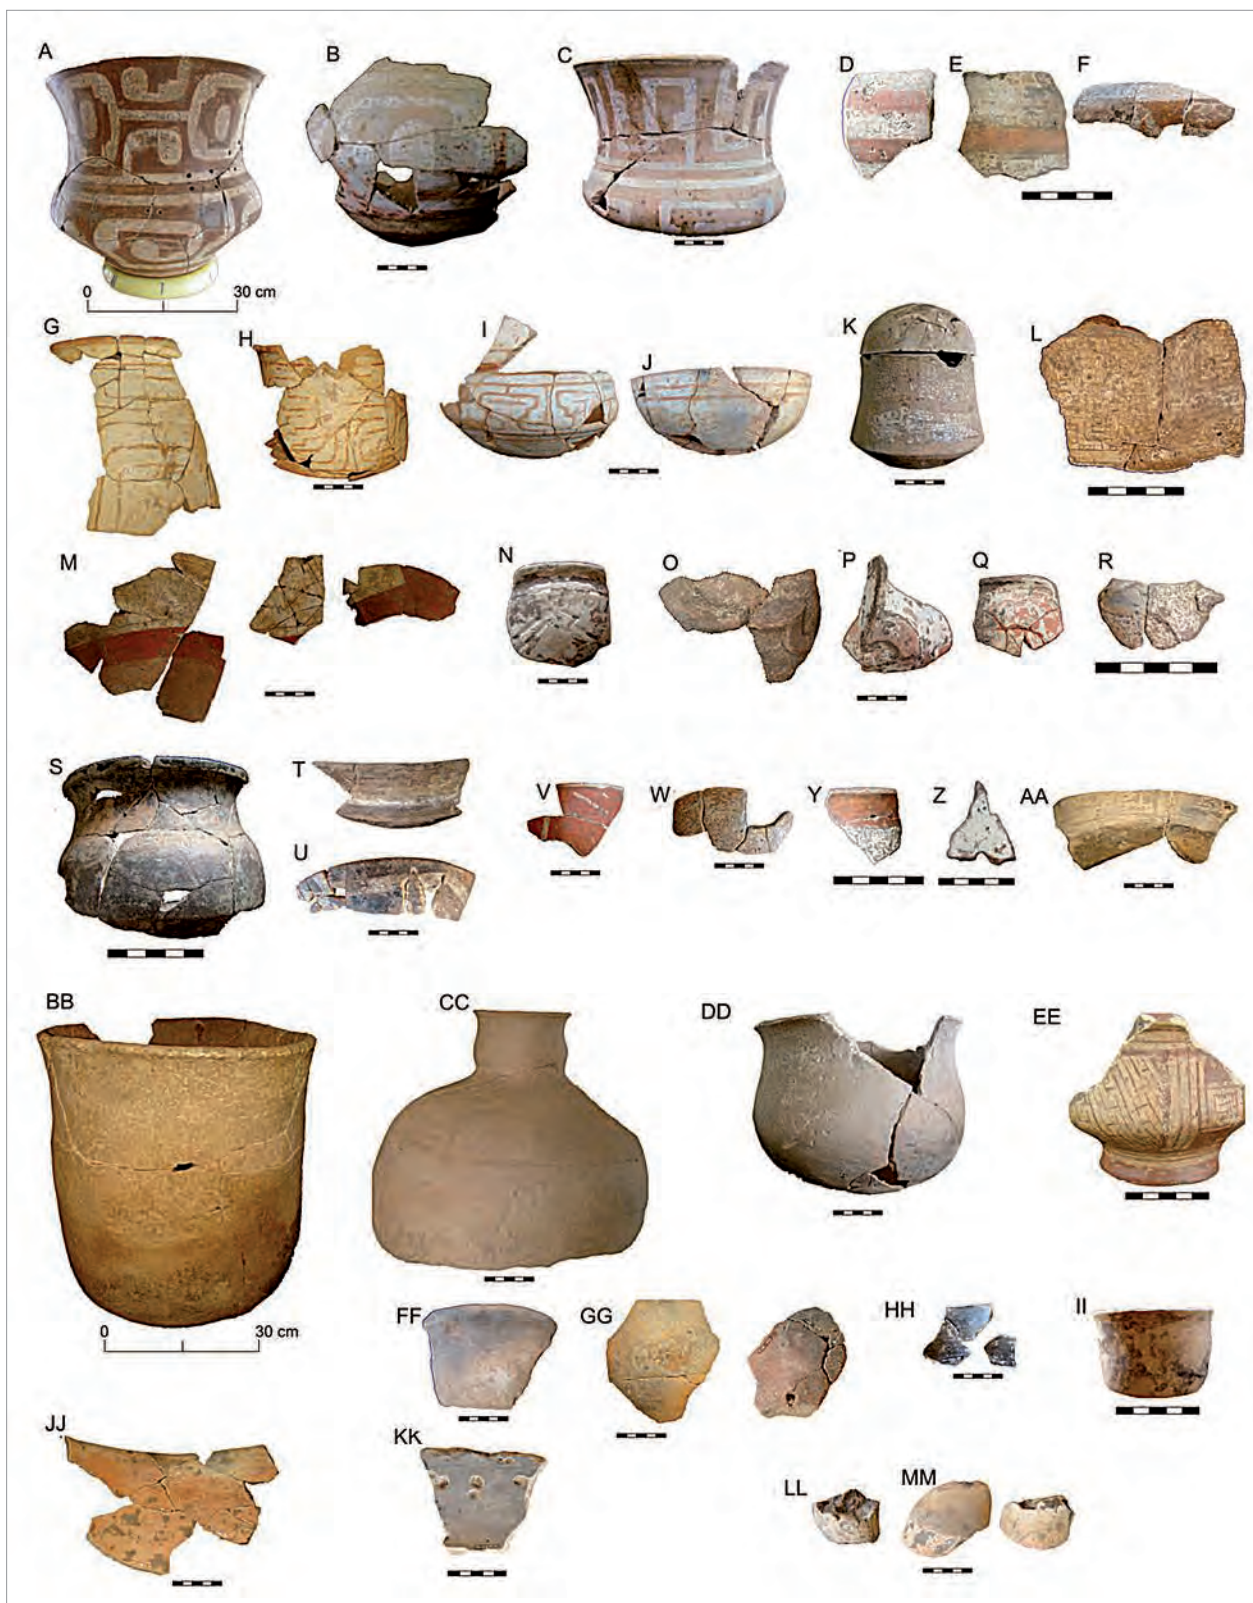 A B C D E F
0 30 cm
G H I J K L
M N O P Q R
S T U V W Y Z AA
BB CC DD EE
0 30 cm
FF GG HH II
JJ KK LL MM